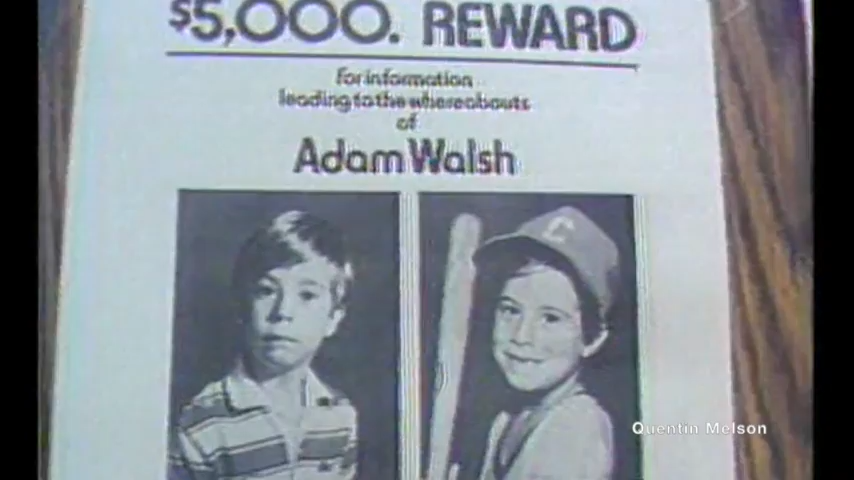 $5,000. REWARD
For information
leading to the whereabouts
of
Adam Walsh
C
Quentin Melson